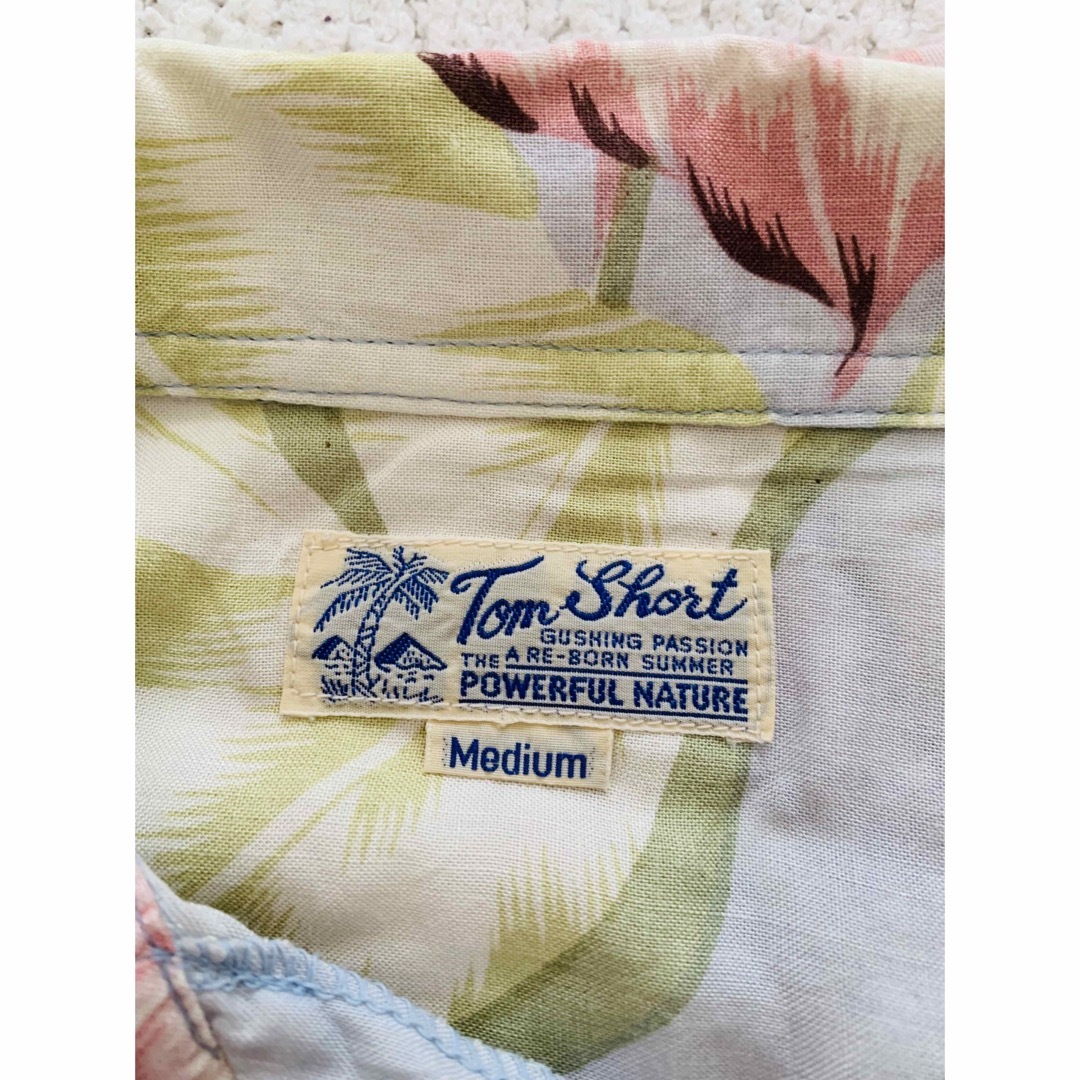 Tom Short
GUSHING PASSION
THE A RE-BORN SUMMER
POWERFUL NATURE
Medium